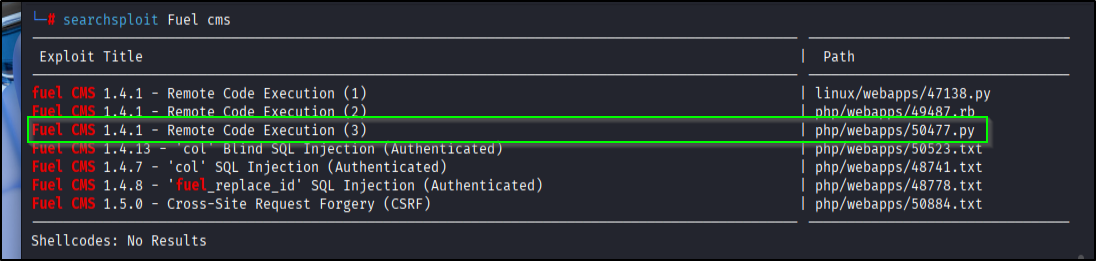 └─# searchsploit Fuel cms
Exploit Title | Path
fuel CMS 1.4.1 - Remote Code Execution (1) | linux/webapps/47138.py
Fuel CMS 1.4.1 - Remote Code Execution (2) | php/webapps/49487.rb
Fuel CMS 1.4.1 - Remote Code Execution (3) | php/webapps/50477.py
Fuel CMS 1.4.13 - 'col' Blind SQL Injection (Authenticated) | php/webapps/50523.txt
Fuel CMS 1.4.7 - 'col' SQL Injection (Authenticated) | php/webapps/48741.txt
Fuel CMS 1.4.8 - 'fuel_replace_id' SQL Injection (Authenticated) | php/webapps/48778.txt
Fuel CMS 1.5.0 - Cross-Site Request Forgery (CSRF) | php/webapps/50884.txt
Shellcodes: No Results